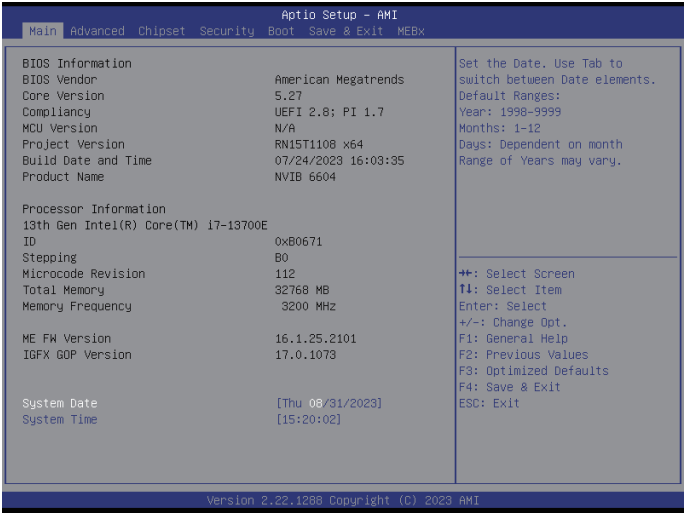 Aptio Setup – AMI
Main Advanced Chipset Security Boot Save & Exit MEBx
BIOS Information
BIOS Vendor American Megatrends
Core Version 5.27
Compliancy UEFI 2.8; PI 1.7
MCU Version N/A
Project Version RN15T1108 x64
Build Date and Time 07/24/2023 16:03:35
Product Name NVIB 6604
Processor Information
13th Gen Intel(R) Core(TM) i7-13700E
ID 0xB0671
Stepping B0
Microcode Revision 112
Total Memory 32768 MB
Memory Frequency 3200 MHz
ME FW Version 16.1.25.2101
IGFX GOP Version 17.0.1073
System Date [Thu 08/31/2023]
System Time [15:20:02]
Set the Date. Use Tab to
switch between Date elements.
Default Ranges:
Year: 1998-9999
Months: 1-12
Days: Dependent on month
Range of Years may vary.
→←: Select Screen
↑↓: Select Item
Enter: Select
+/-: Change Opt.
F1: General Help
F2: Previous Values
F3: Optimized Defaults
F4: Save & Exit
ESC: Exit
Version 2.22.1288 Copyright (C) 2023 AMI